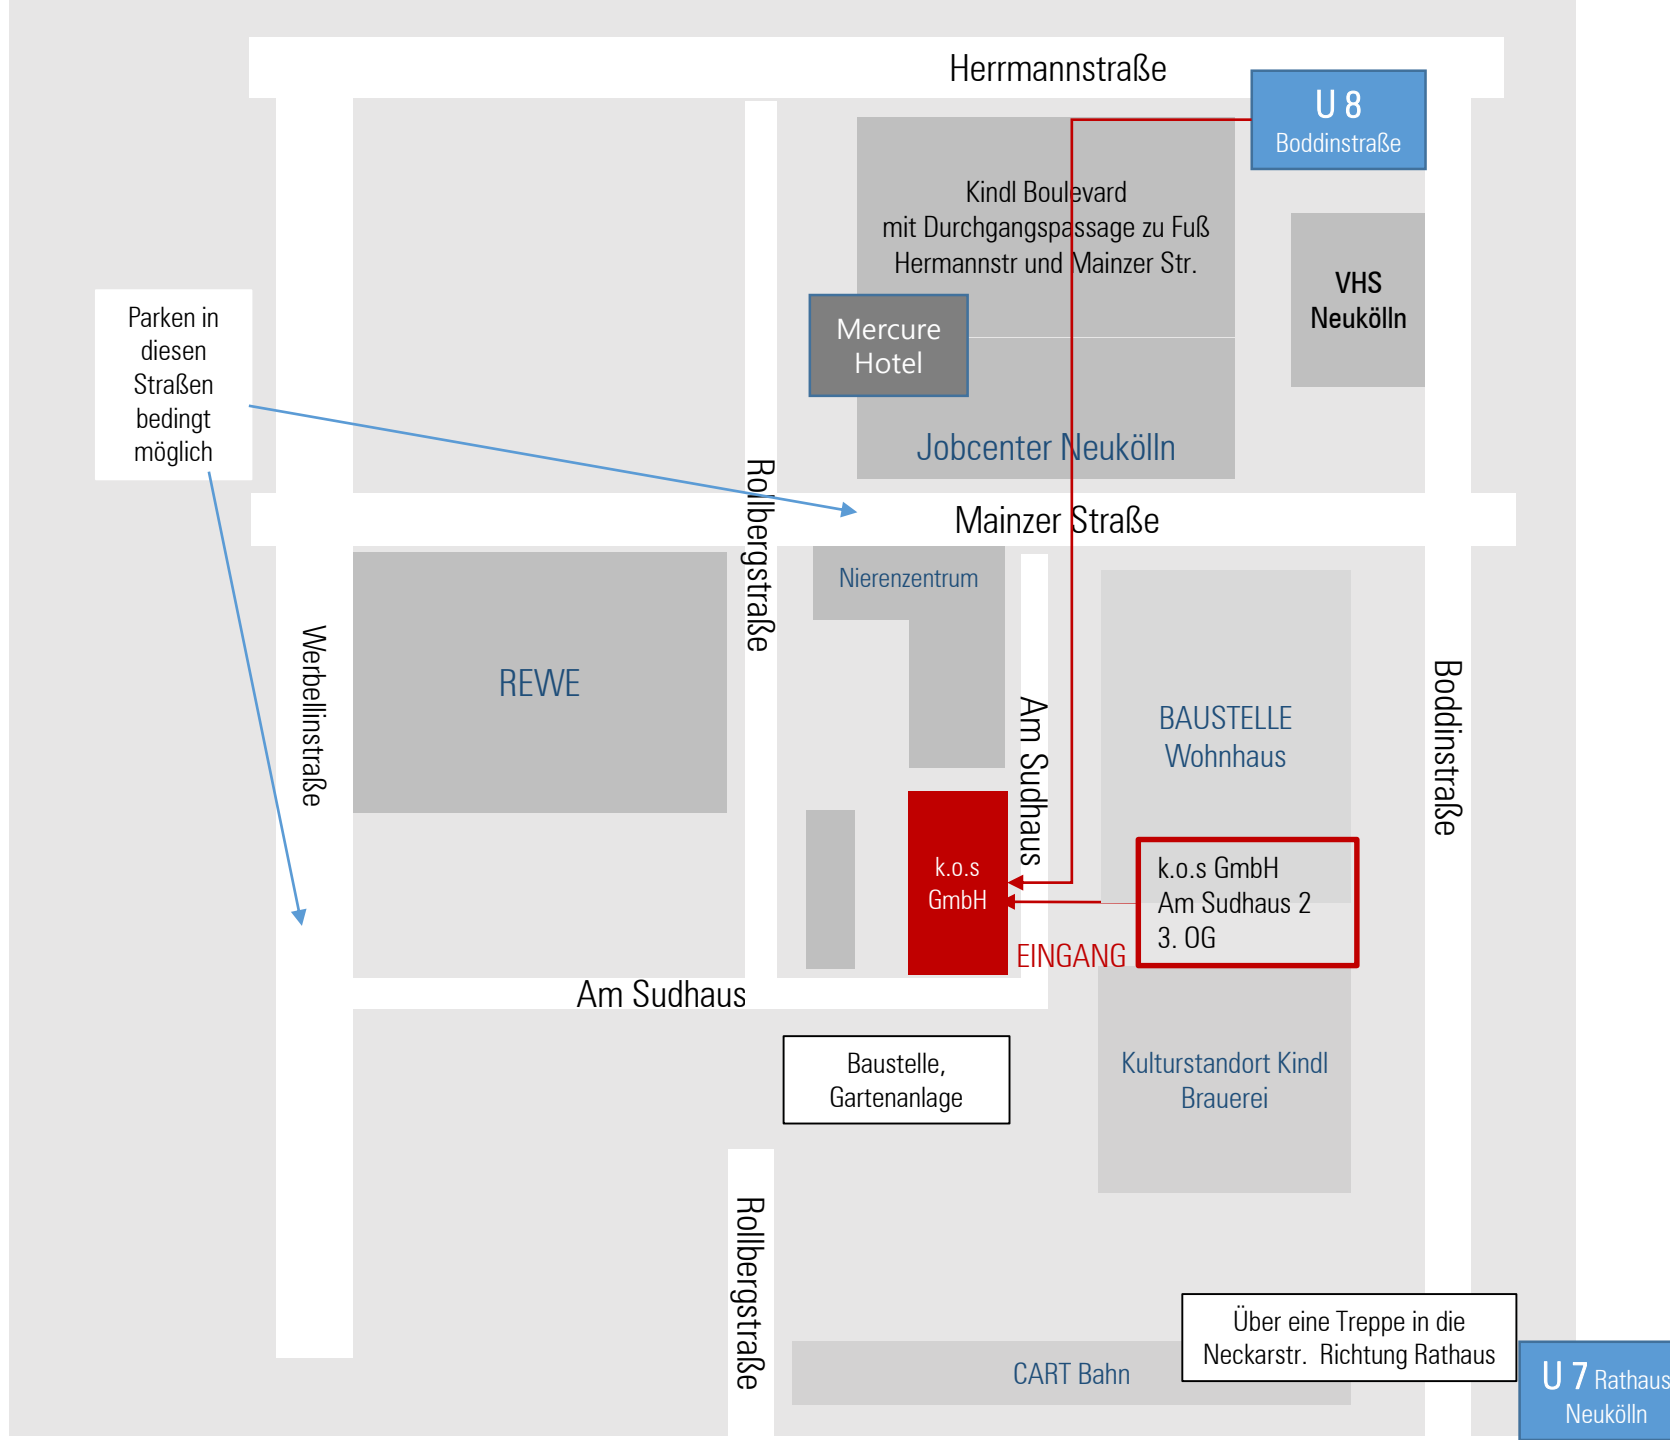 Herrmannstraße
U 8
Boddinstraße
Kindl Boulevard
mit Durchgangspassage zu Fuß
Hermannstr und Mainzer Str.
VHS
Neukölln
Parken in
diesen
Straßen
bedingt
möglich
Mercure
Hotel
Jobcenter Neukölln
Rollbergstraße
Mainzer Straße
Nierenzentrum
Werbellinstraße
REWE
Am Sudhaus
BAUSTELLE
Wohnhaus
Boddinstraße
k.o.s
GmbH
k.o.s GmbH
Am Sudhaus 2
3. OG
EINGANG
Am Sudhaus
Baustelle,
Gartenanlage
Kulturstandort Kindl
Brauerei
Rollbergstraße
Über eine Treppe in die
Neckarstr. Richtung Rathaus
CART Bahn
U 7 Rathaus
Neukölln